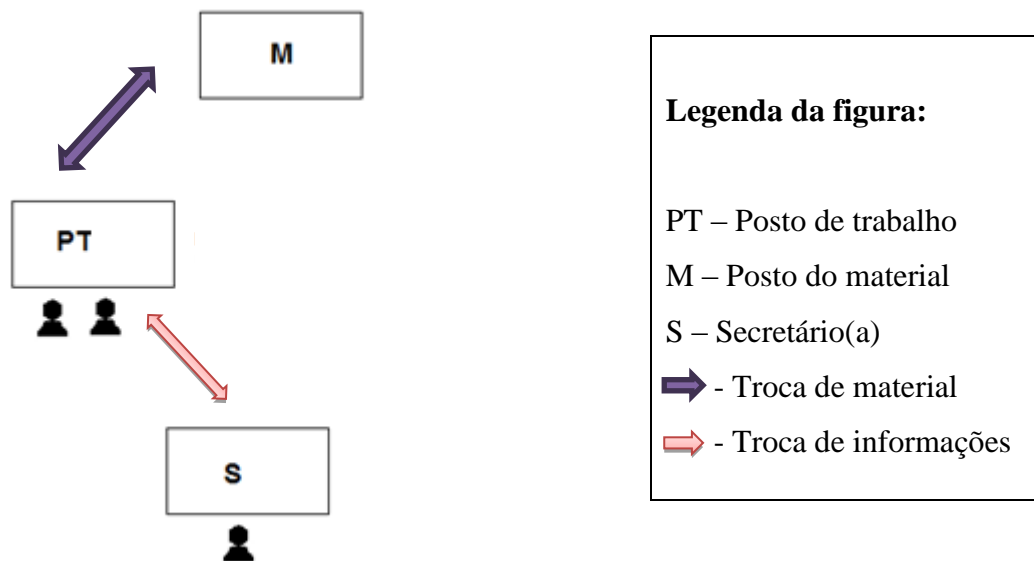 M
PT
S
Legenda da figura:
PT – Posto de trabalho
M – Posto do material
S – Secretário(a)
- Troca de material
- Troca de informações